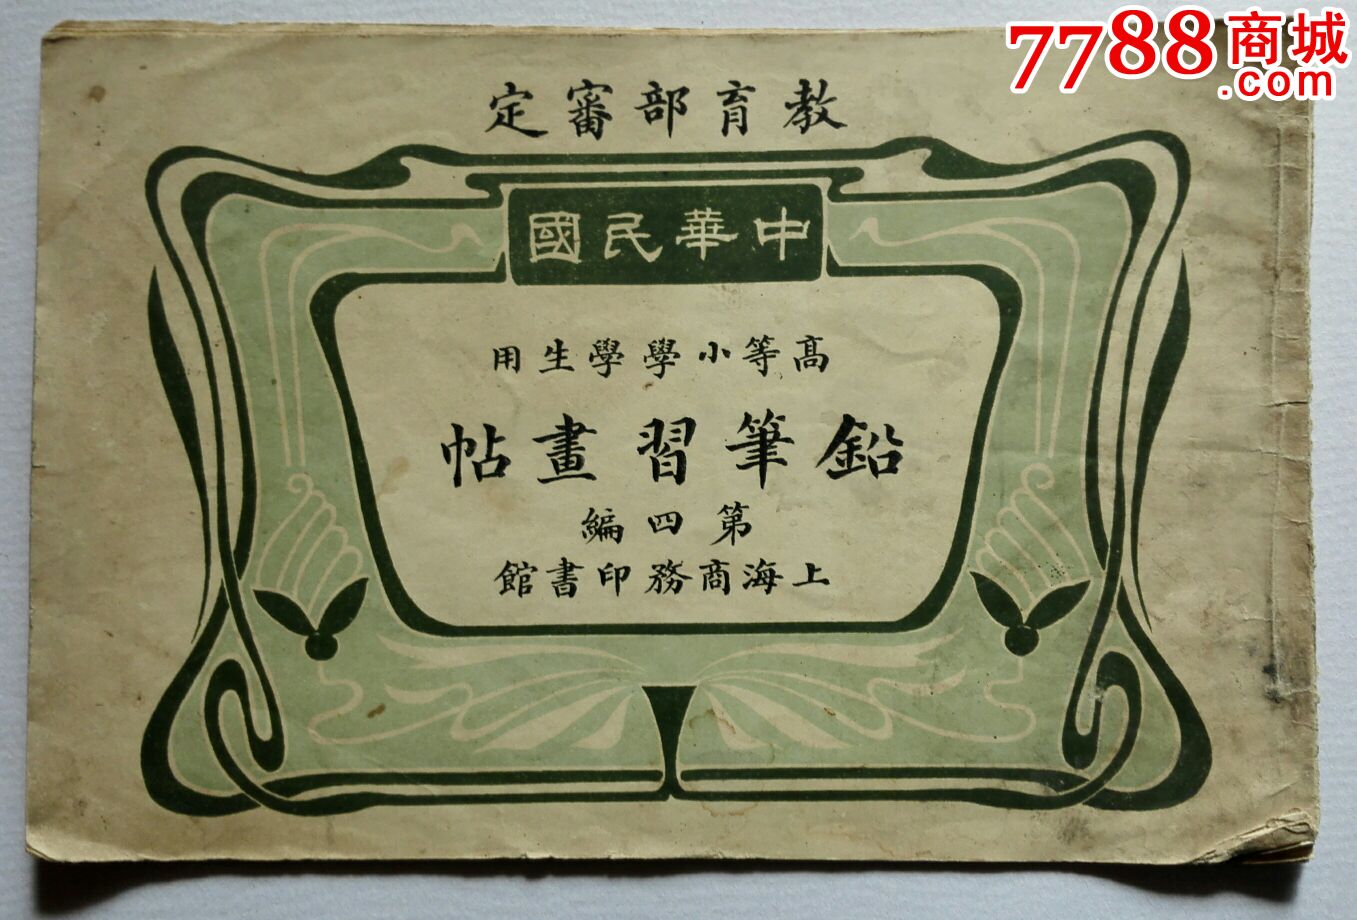 7788商城
.com
教育部審定
中華民國
高等小學學生用
鉛筆習畫帖
第四編
上海商務印書館